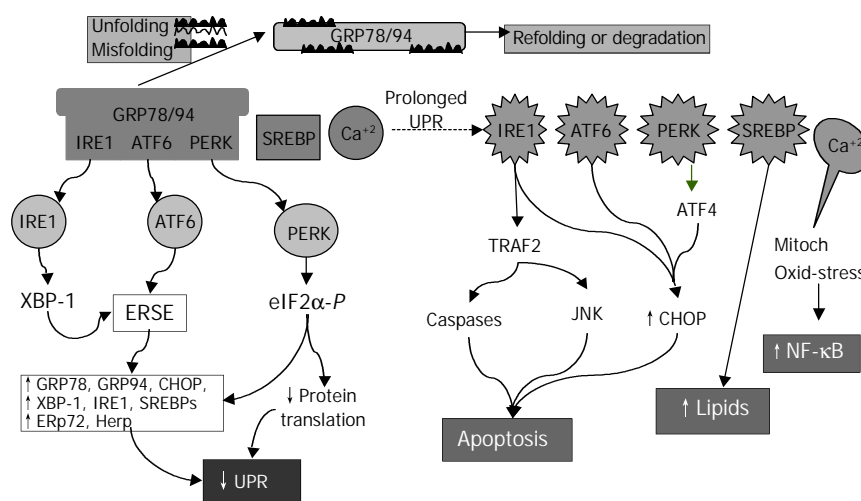 Unfolding
Misfolding
GRP78/94
Refolding or degradation
GRP78/94
IRE1 ATF6 PERK
SREBP
Ca+2
Prolonged
UPR
IRE1
ATF6
PERK
SREBP
Ca+2
IRE1
ATF6
PERK
ATF4
TRAF2
Mitoch
Oxid-stress
XBP-1
ERSE
eIF2α-P
Caspases
JNK
↑ CHOP
↑ NF-κB
↑ GRP78, GRP94, CHOP,
↑ XBP-1, IRE1, SREBPs
↑ ERp72, Herp
↓ Protein
translation
↑ Lipids
Apoptosis
↓ UPR